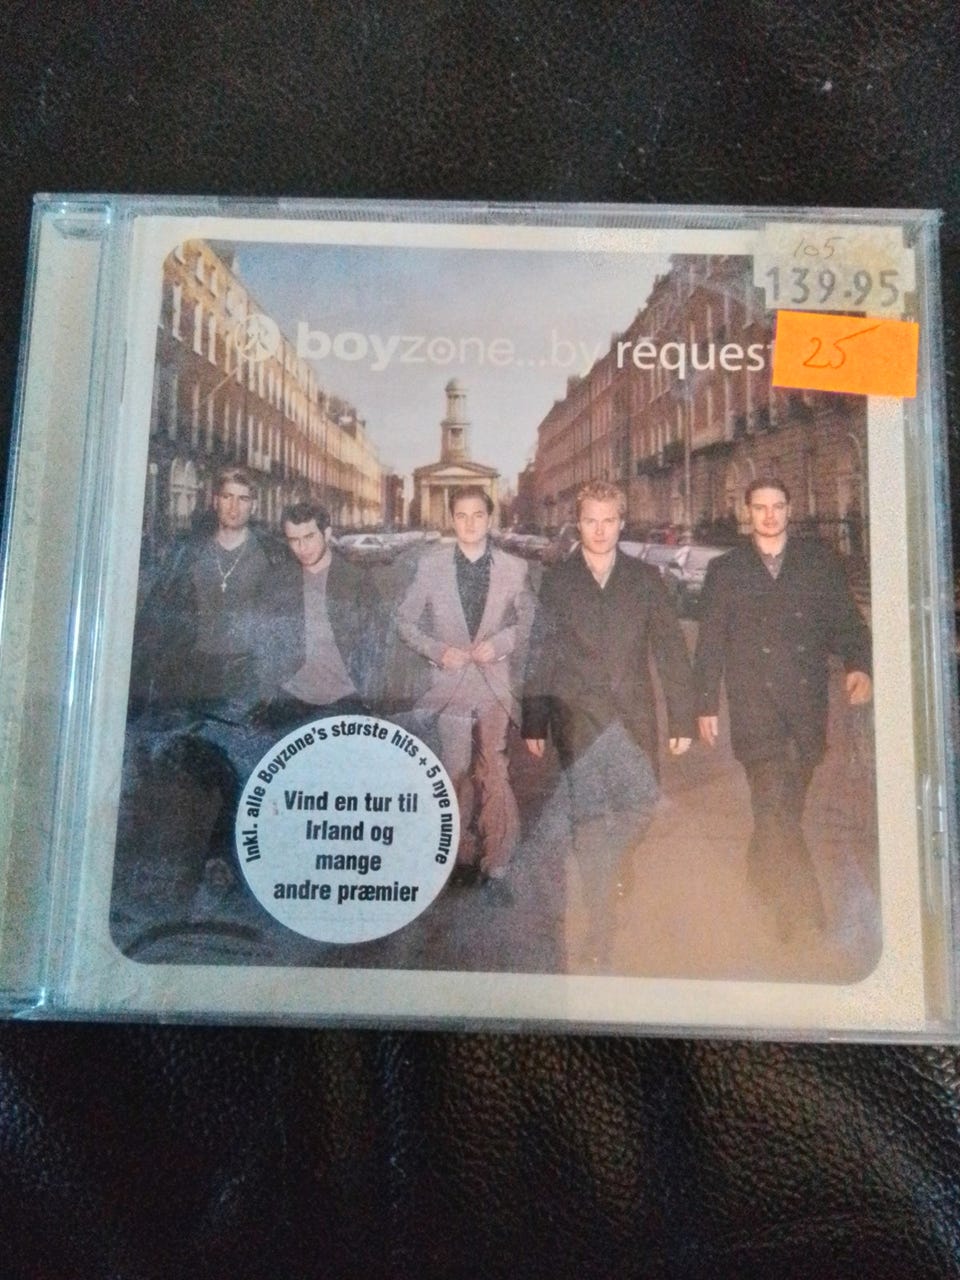 105
139.95
boyzone...by request
25
Inkl. alle Boyzone's største hits + 5 nye numre
Vind en tur til
Irland og
mange
andre præmier